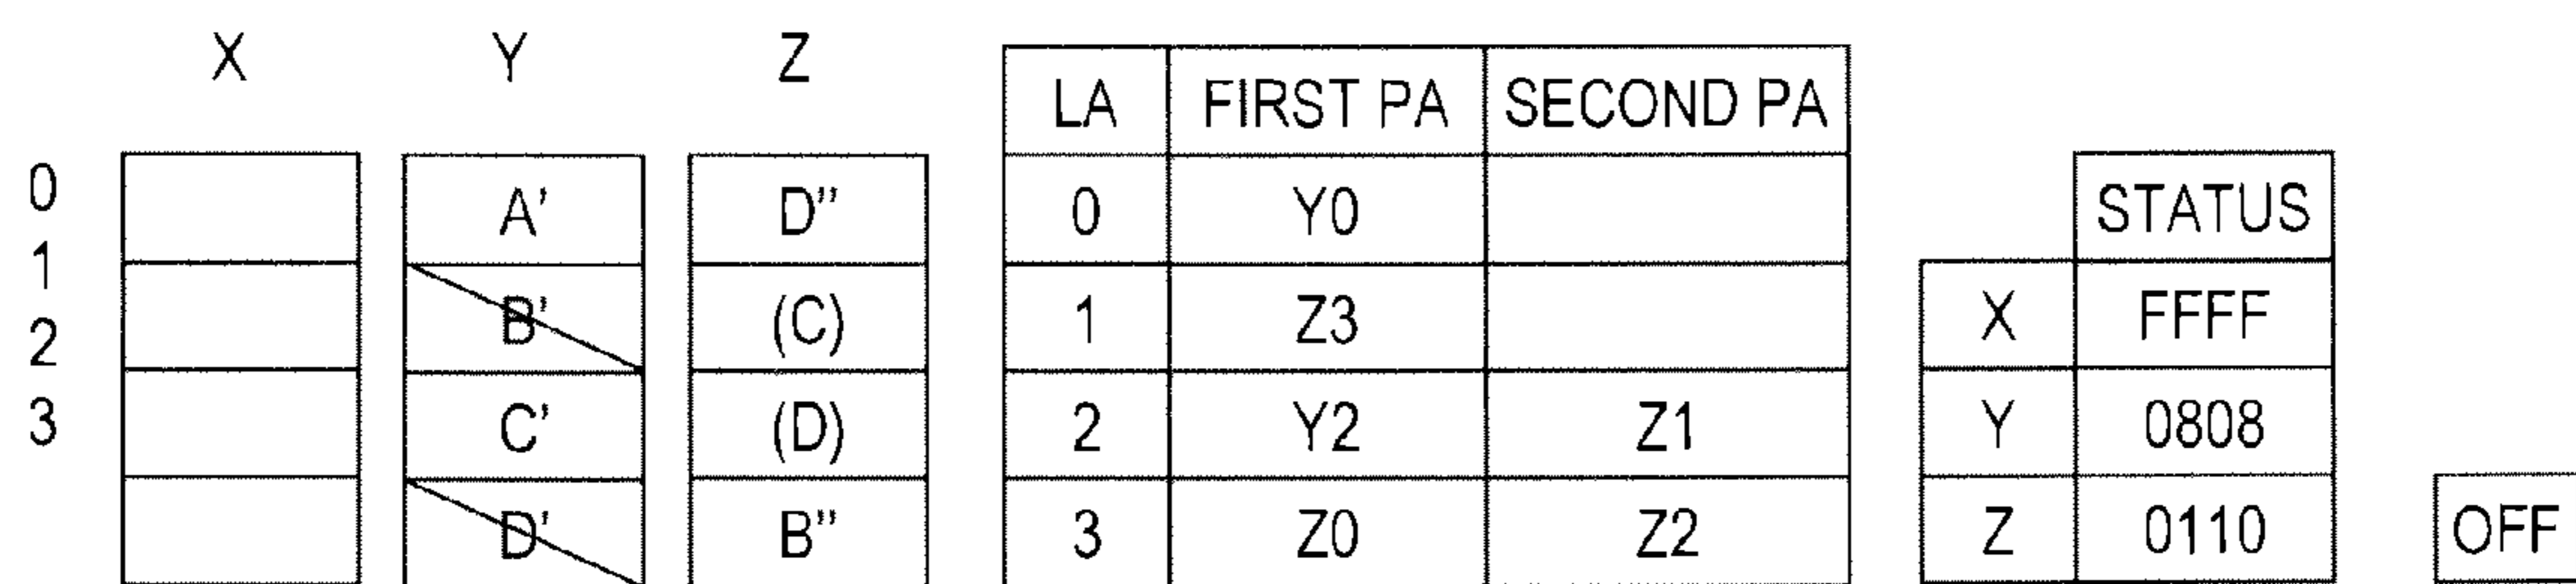 X Y Z
LA FIRST PA SECOND PA
0 A' D" 0 Y0 STATUS
1 B' (C) 1 Z3 X FFFF
2 C' (D) 2 Y2 Z1 Y 0808
3 D' B" 3 Z0 Z2 Z 0110 OFF